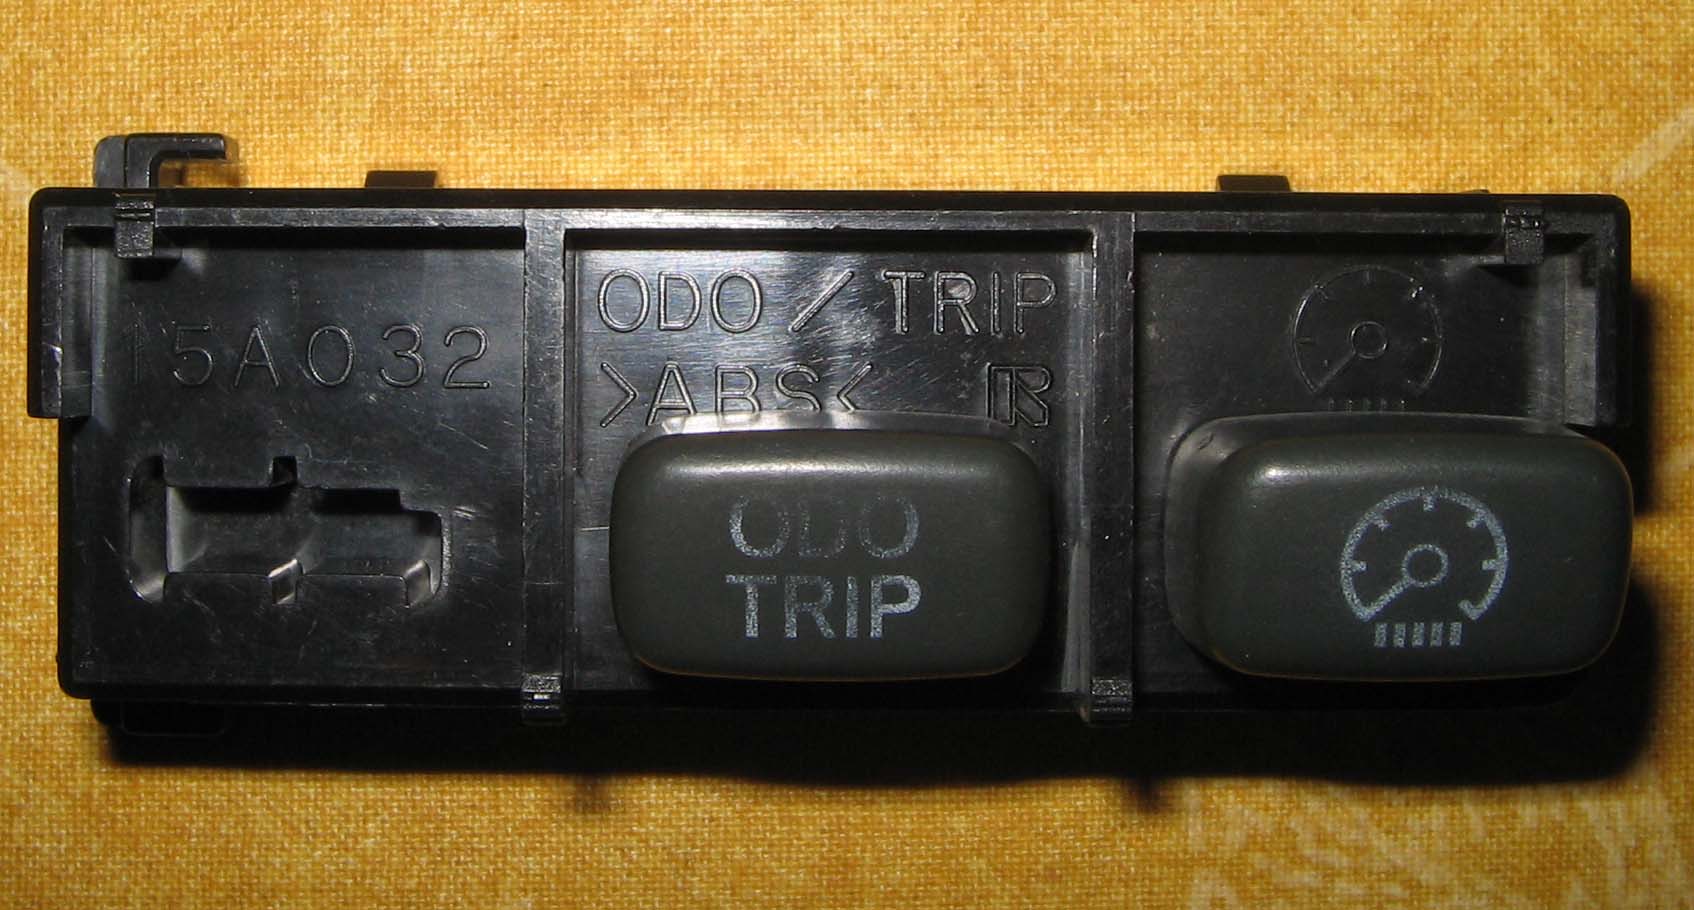 15A032
ODO / TRIP
>ABS<
ODO
TRIP